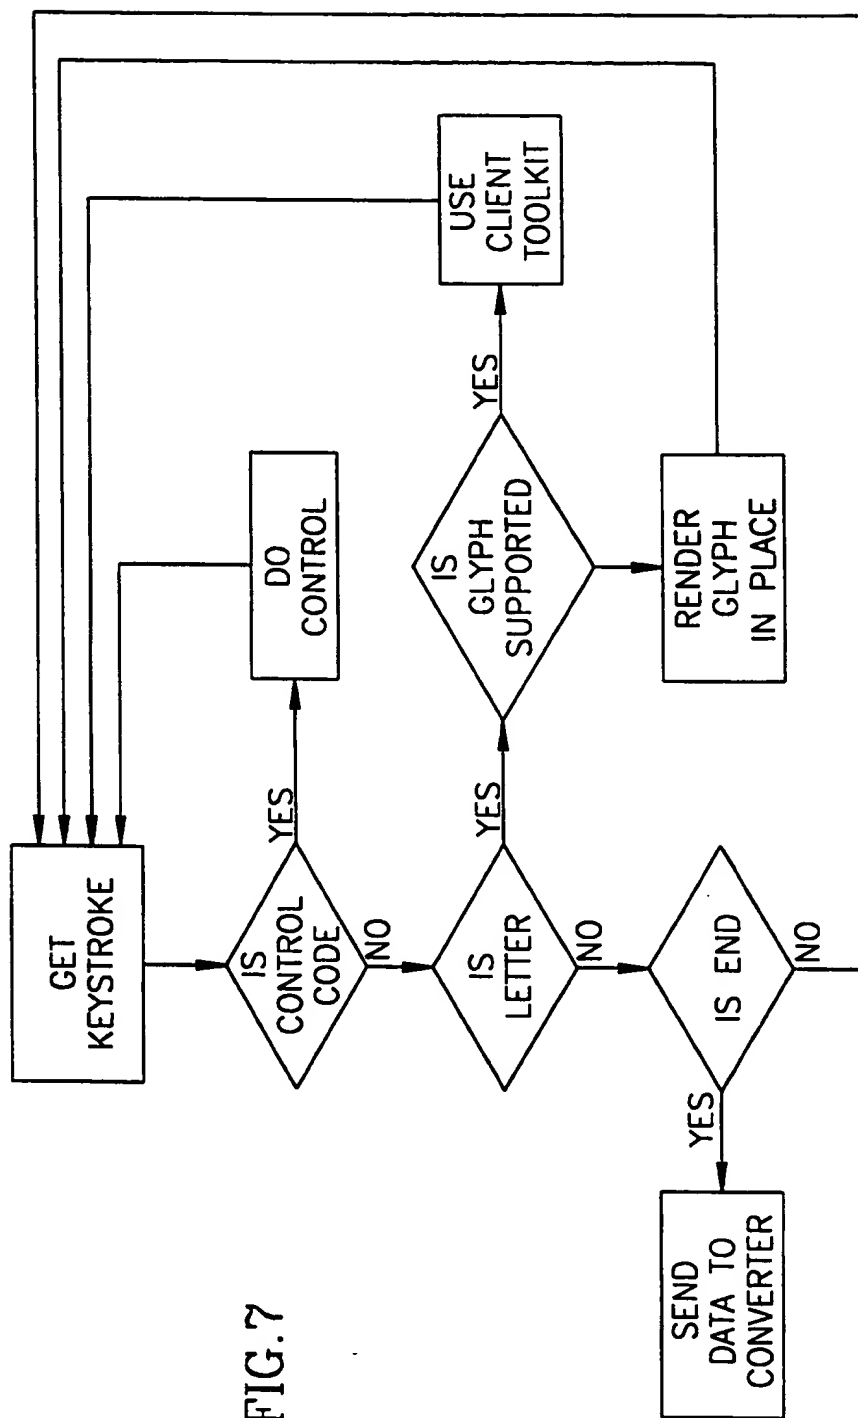 GET
KEYSTROKE
IS
CONTROL
CODE
YES
DO
CONTROL
NO
IS
LETTER
YES
IS
GLYPH
SUPPORTED
YES
USE
CLIENT
TOOLKIT
RENDER
GLYPH
IN PLACE
NO
IS END
YES
NO
SEND
DATA TO
CONVERTER
FIG.7